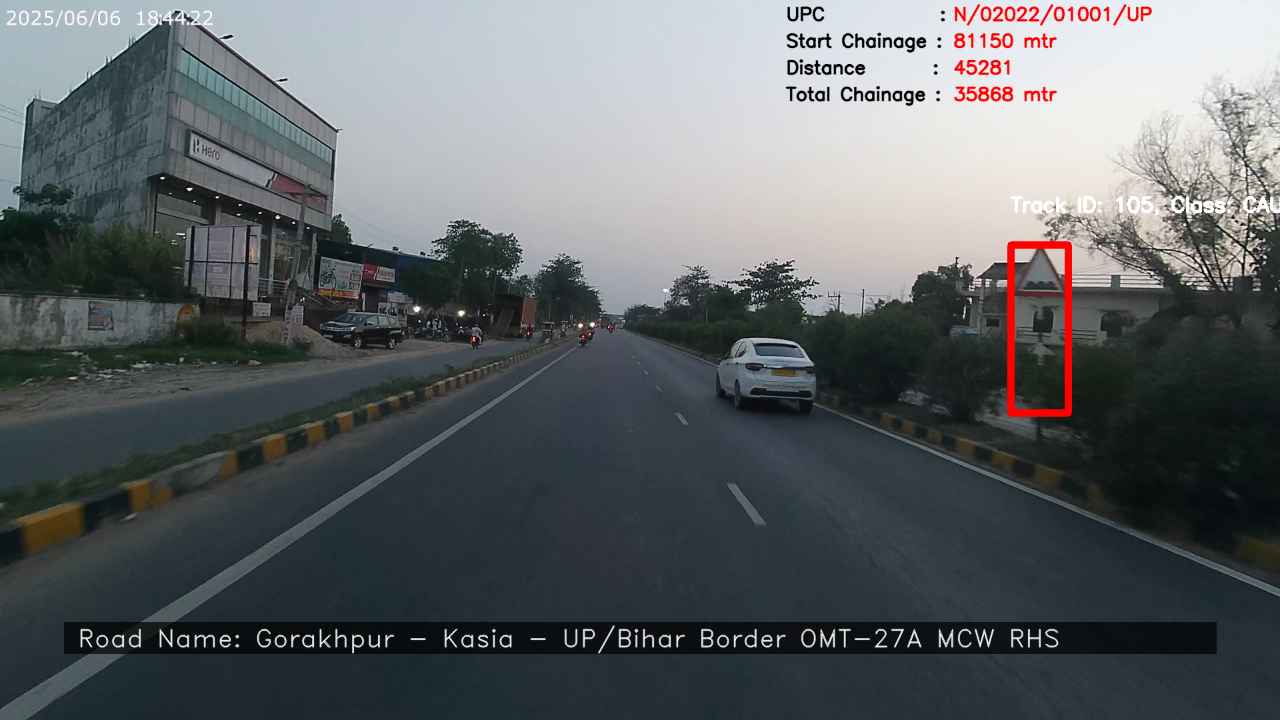 2025/06/06 18:44:22
UPC : N/02022/01001/UP
Start Chainage : 81150 mtr
Distance : 45281
Total Chainage : 35868 mtr
Track ID: 105, Class: CAU
Hero
Road Name: Gorakhpur - Kasia - UP/Bihar Border OMT-27A MCW RHS